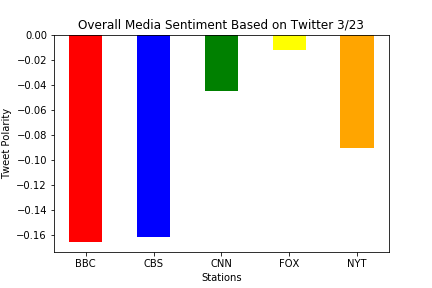 Overall Media Sentiment Based on Twitter 3/23
0.00
−0.02
−0.04
−0.06
−0.08
−0.10
−0.12
−0.14
−0.16
Tweet Polarity
BBC CBS CNN FOX NYT
Stations